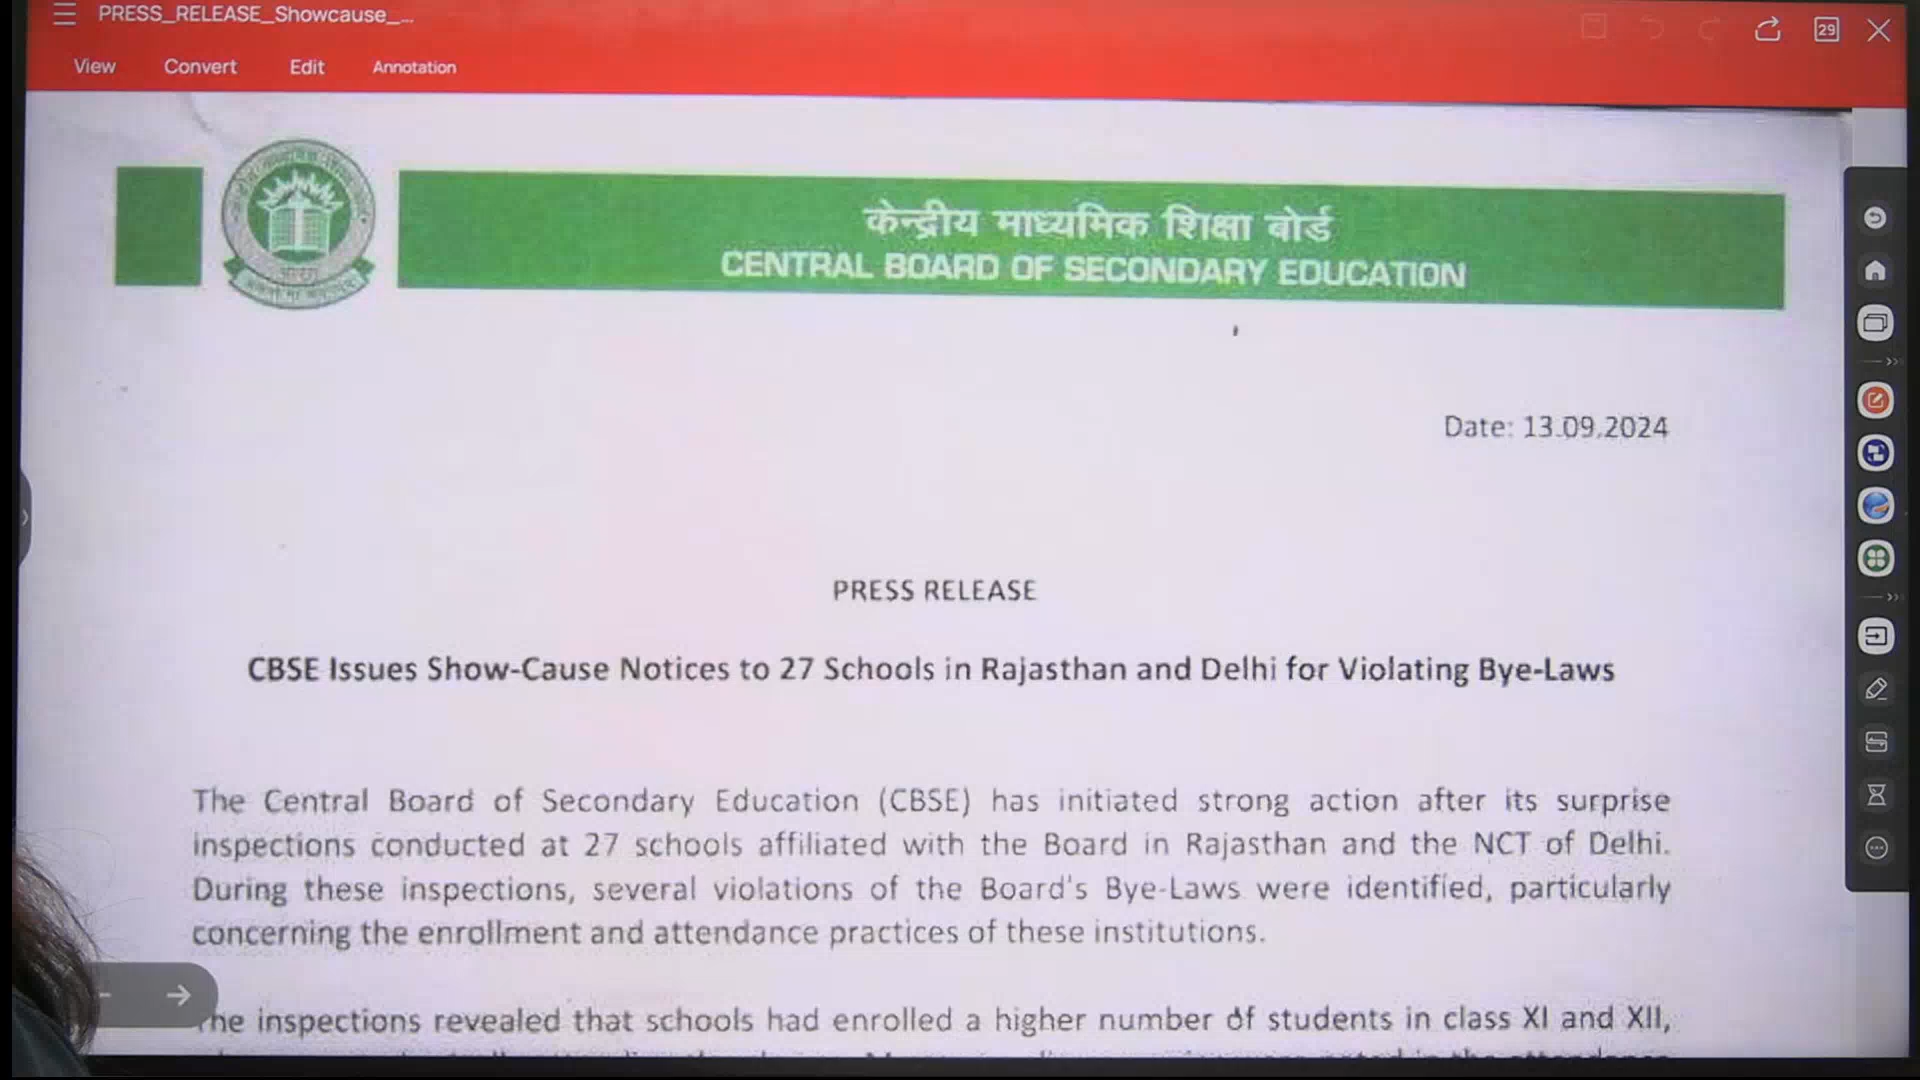 PRESS_RELEASE_Showcause_...
29
View Convert Edit Annotation
केन्द्रीय माध्यमिक शिक्षा बोर्ड
CENTRAL BOARD OF SECONDARY EDUCATION
Date: 13.09.2024
PRESS RELEASE
CBSE Issues Show-Cause Notices to 27 Schools in Rajasthan and Delhi for Violating Bye-Laws
The Central Board of Secondary Education (CBSE) has initiated strong action after its surprise
inspections conducted at 27 schools affiliated with the Board in Rajasthan and the NCT of Delhi.
During these inspections, several violations of the Board's Bye-Laws were identified, particularly
concerning the enrollment and attendance practices of these institutions.
The inspections revealed that schools had enrolled a higher number of students in class XI and XII,